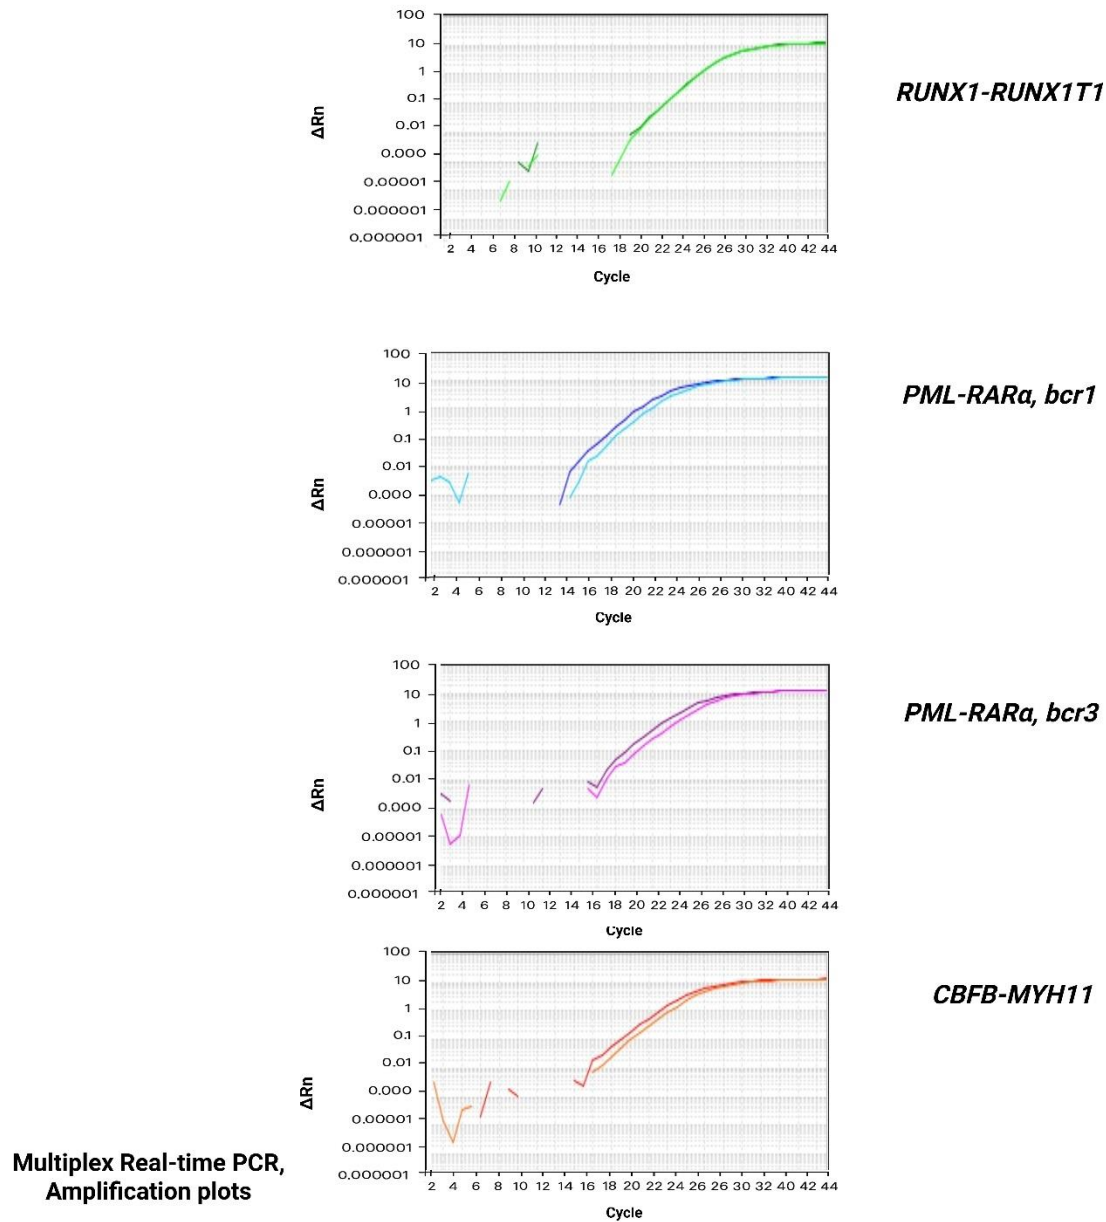 100
10
1
0.1
0.01
0.000
0.00001
0.000001
0.000001
ΔRn
2 4 6 8 10 12 14 16 18 20 22 24 26 28 30 32 40 42 44
Cycle
RUNX1-RUNX1T1
100
10
1
0.1
0.01
0.000
0.00001
0.000001
0.000001
ΔRn
2 4 6 8 10 12 14 16 18 20 22 24 26 26 30 32 40 42 44
Cycle
PML-RARα, bcr1
100
10
1
0.1
0.01
0.000
0.00001
0.000001
0.000001
ΔRn
2 4 6 8 10 12 14 16 18 20 22 24 26 28 30 32 40 42 44
Cycle
PML-RARα, bcr3
100
10
1
0.1
0.01
0.000
0.00001
0.000001
0.000001
ΔRn
2 4 6 8 10 12 14 16 18 20 22 24 26 28 30 32 40 42 44
Cycle
CBFB-MYH11
Multiplex Real-time PCR,
Amplification plots